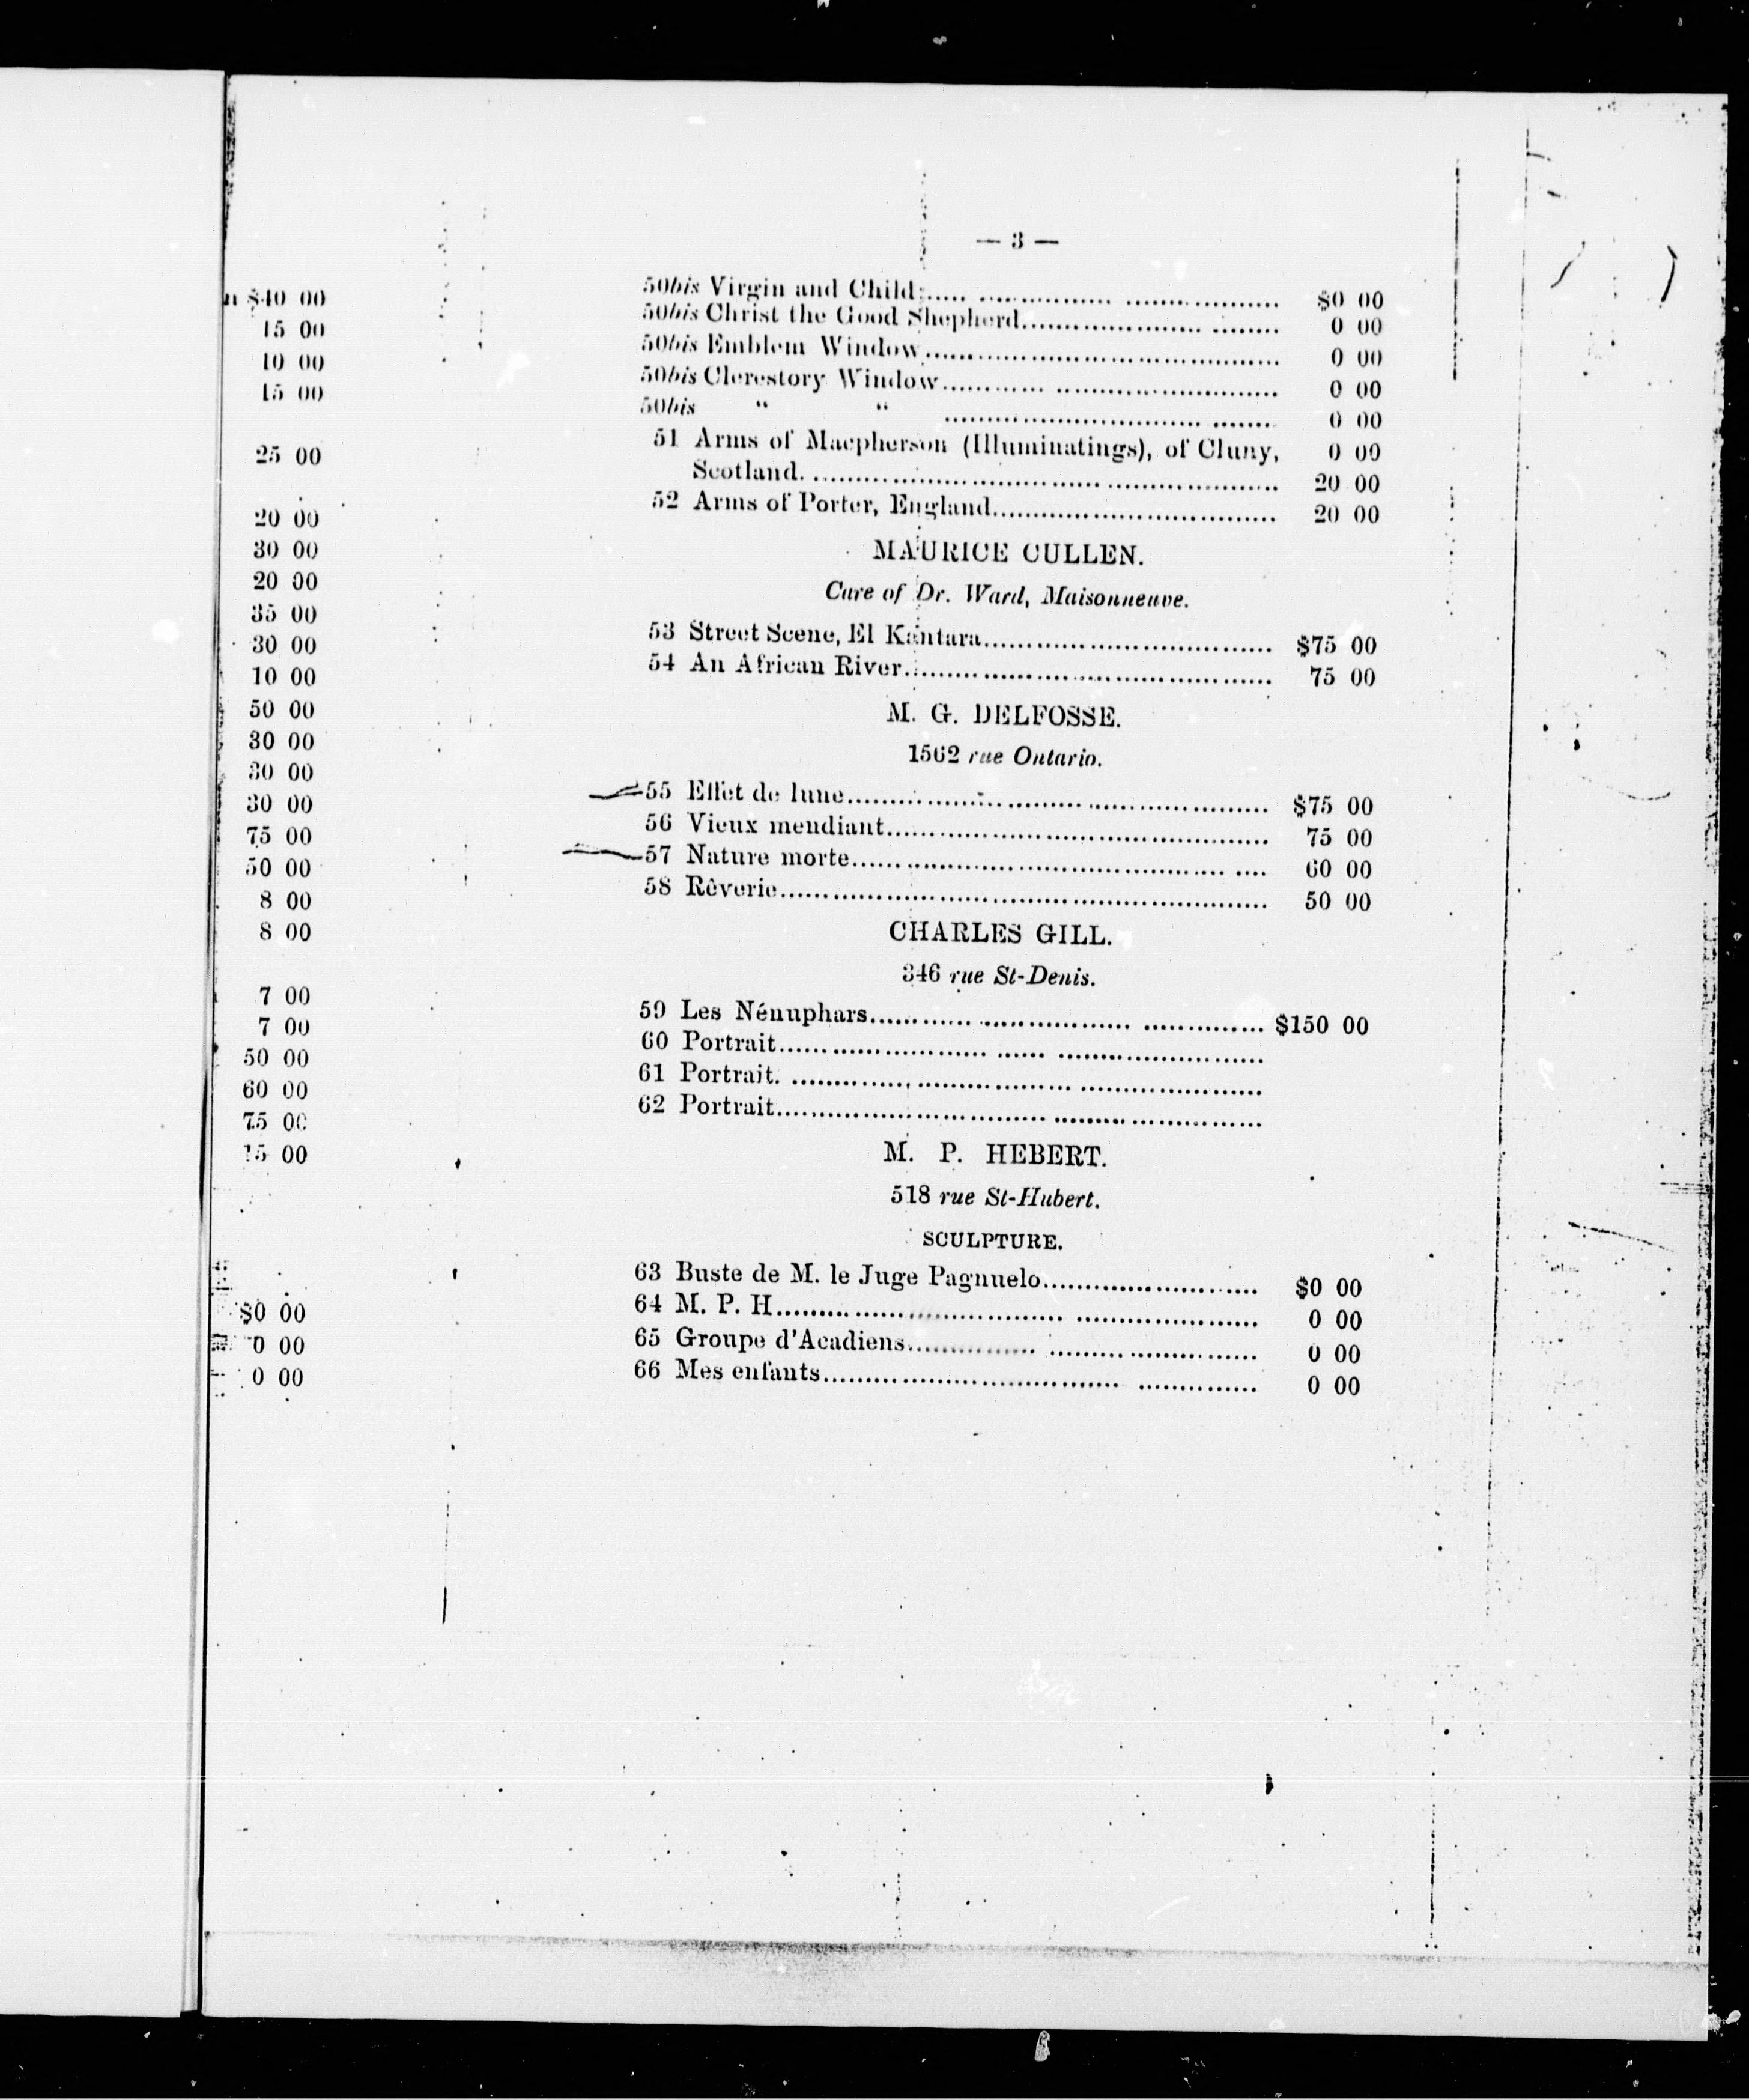 n $40 00
15 00
10 00
15 00
25 00
20 00
30 00
20 00
35 00
30 00
10 00
50 00
30 00
30 00
30 00
75 00
50 00
8 00
8 00
7 00
7 00
50 00
60 00
75 00
15 00
$0 00
0 00
0 00
— 3 —
50bis Virgin and Child........ $0 00
50bis Christ the Good Shepherd........ 0 00
50bis Emblem Window........ 0 00
50bis Clerestory Window........ 0 00
50bis “ “ ........ 0 00
51 Arms of Macpherson (Illuminatings), of Cluny, 0 00
Scotland......... 20 00
52 Arms of Porter, England........ 20 00
MAURICE CULLEN.
Care of Dr. Ward, Maisonneuve.
53 Street Scene, El Kantara........ $75 00
54 An African River........ 75 00
M. G. DELFOSSE.
1562 rue Ontario.
55 Effet de lune........ $75 00
56 Vieux mendiant........ 75 00
57 Nature morte........ 60 00
58 Rêverie........ 50 00
CHARLES GILL.
346 rue St-Denis.
59 Les Nénuphars........ $150 00
60 Portrait........
61 Portrait. ........
62 Portrait........
M. P. HEBERT.
518 rue St-Hubert.
SCULPTURE.
63 Buste de M. le Juge Pagnuelo........ $0 00
64 M. P. H........ 0 00
65 Groupe d'Acadiens........ 0 00
66 Mes enfants........ 0 00